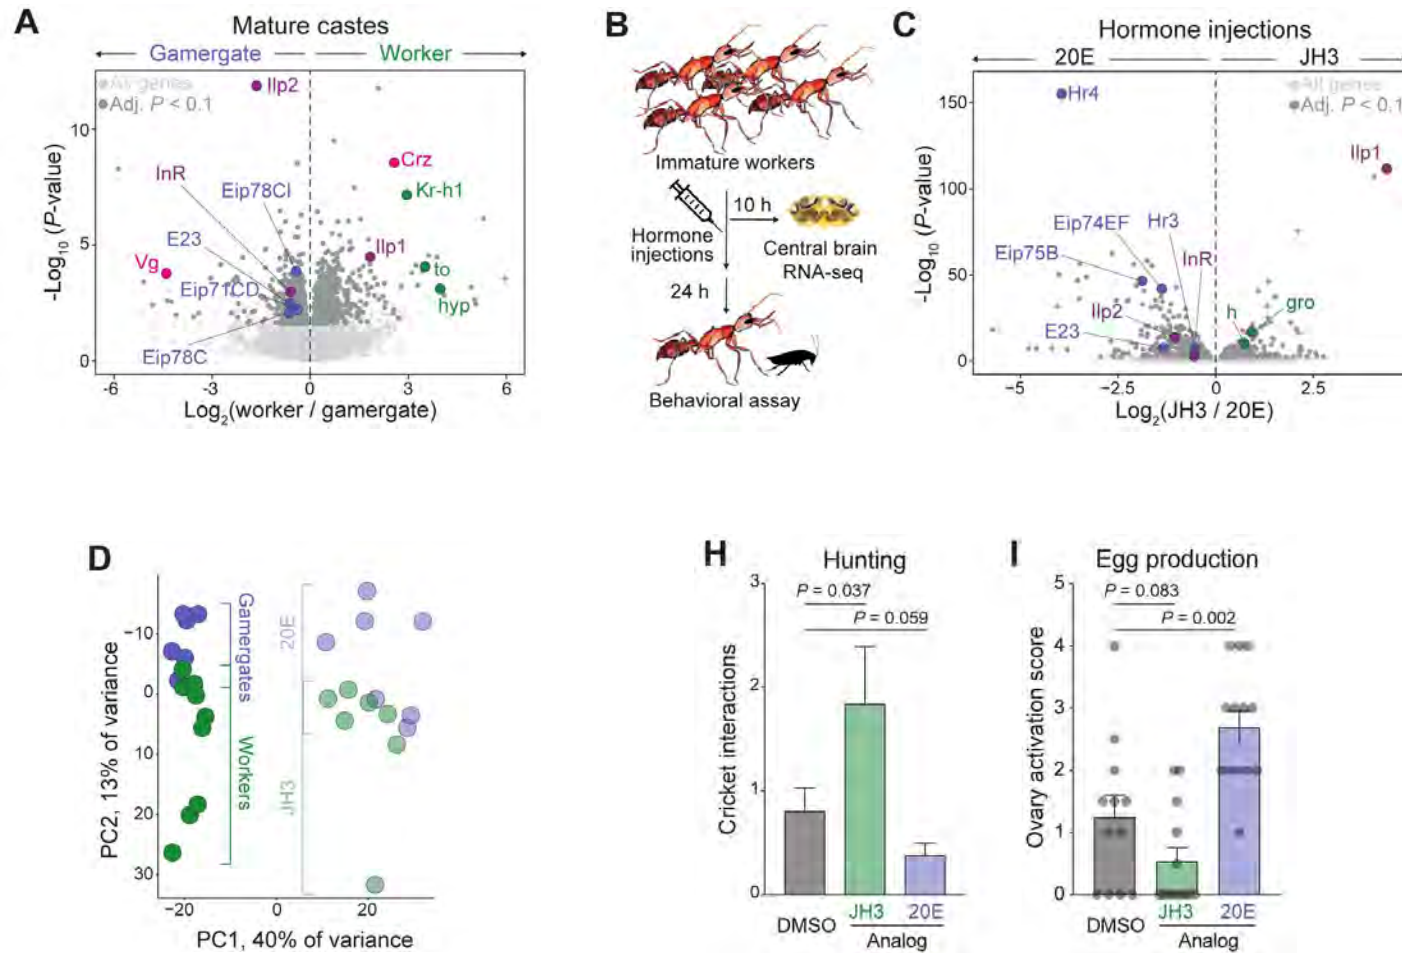 A
Mature castes
Gamergate
Worker
All genes
Adj. P < 0.1
Ilp2
Crz
Kr-h1
InR
Eip78CI
E23
Ilp1
Vg
to
Eip71CD
hyp
Eip78C
10
5
0
-Log10 (P-value)
-6
-3
0
3
6
Log2(worker / gamergate)
B
Immature workers
10 h
Hormone
injections
Central brain
RNA-seq
24 h
Behavioral assay
C
Hormone injections
20E
JH3
All genes
Adj. P < 0.1
Hr4
Ilp1
Eip74EF
Hr3
Eip75B
InR
Ilp2
h
gro
E23
150
100
50
0
-Log10 (P-value)
-5
-2.5
0
2.5
Log2(JH3 / 20E)
D
Gamergates
Workers
20E
JH3
-10
0
10
20
30
PC2, 13% of variance
-20
0
20
PC1, 40% of variance
H
Hunting
P = 0.037
P = 0.059
3
2
1
0
Cricket interactions
DMSO
JH3
20E
Analog
I
Egg production
P = 0.083
P = 0.002
5
4
3
2
1
0
Ovary activation score
DMSO
JH3
20E
Analog